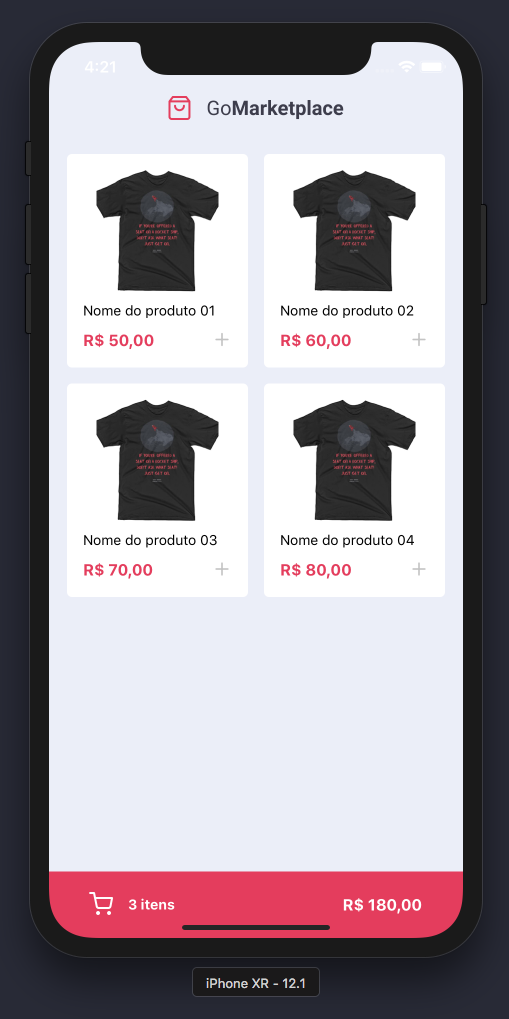 4:21
GoMarketplace
Nome do produto 01
R$ 50,00
Nome do produto 02
R$ 60,00
Nome do produto 03
R$ 70,00
Nome do produto 04
R$ 80,00
3 itens
R$ 180,00
iPhone XR - 12.1